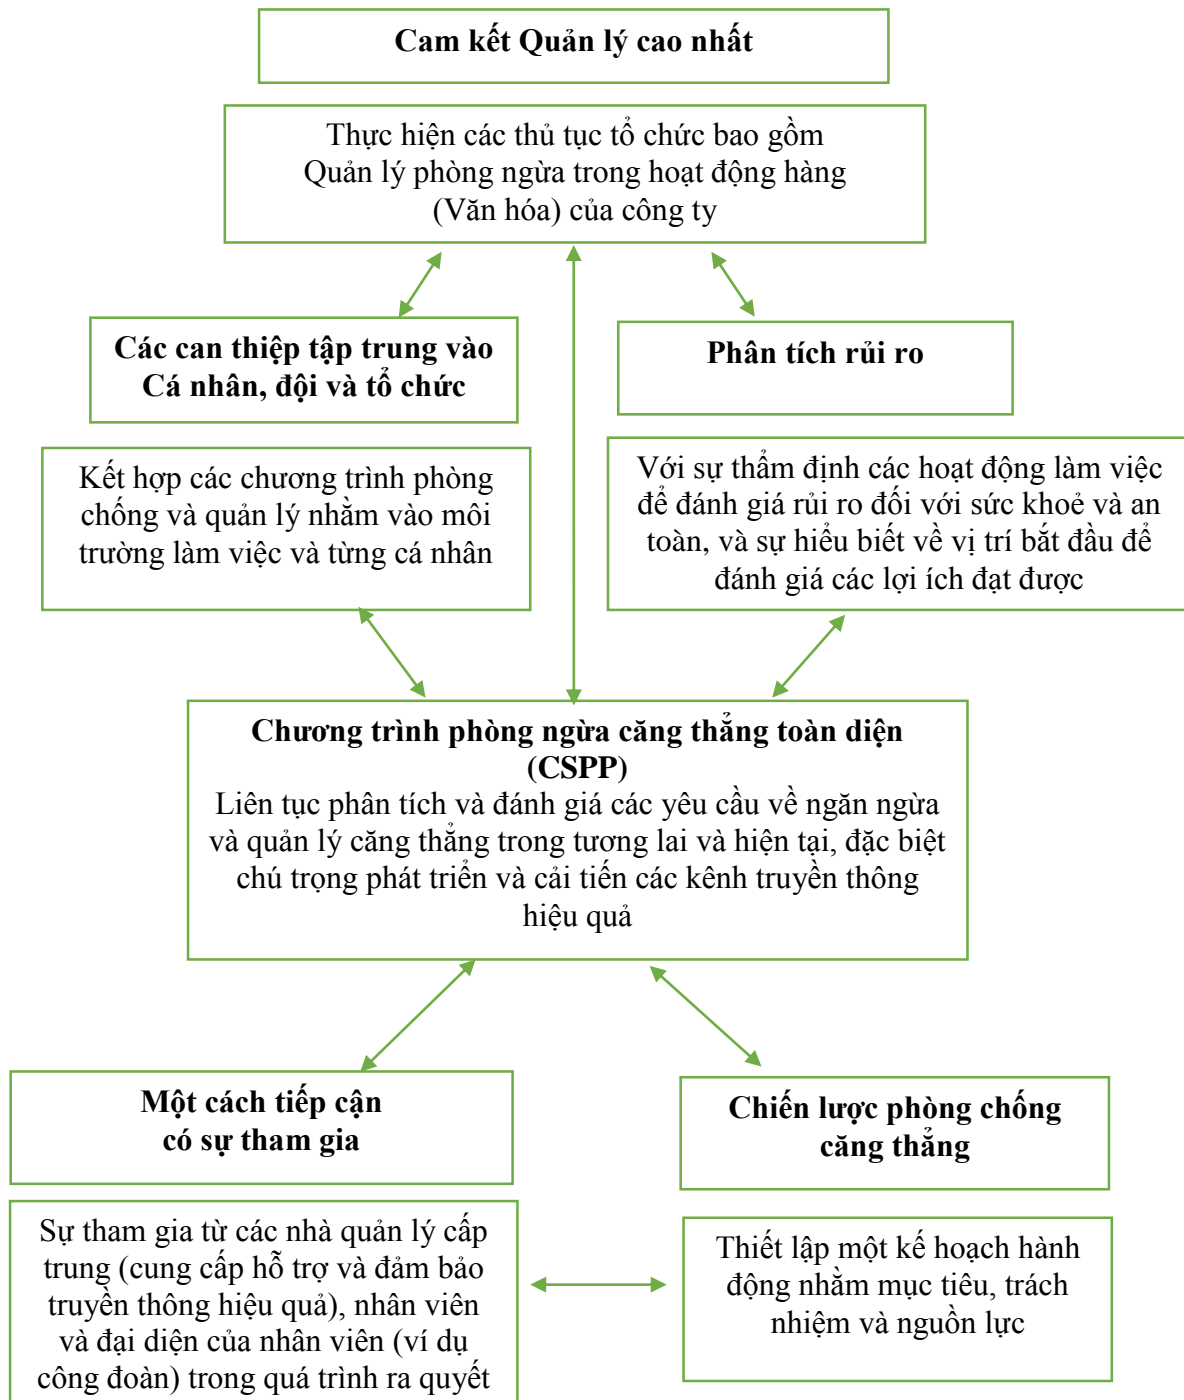 Cam kết Quản lý cao nhất
Thực hiện các thủ tục tổ chức bao gồm
Quản lý phòng ngừa trong hoạt động hàng
(Văn hóa) của công ty
Các can thiệp tập trung vào
Cá nhân, đội và tổ chức
Phân tích rủi ro
Kết hợp các chương trình phòng
chống và quản lý nhằm vào môi
trường làm việc và từng cá nhân
Với sự thẩm định các hoạt động làm việc
để đánh giá rủi ro đối với sức khoẻ và an
toàn, và sự hiểu biết về vị trí bắt đầu để
đánh giá các lợi ích đạt được
Chương trình phòng ngừa căng thẳng toàn diện
(CSPP)
Liên tục phân tích và đánh giá các yêu cầu về ngăn ngừa
và quản lý căng thẳng trong tương lai và hiện tại, đặc biệt
chú trọng phát triển và cải tiến các kênh truyền thông
hiệu quả
Một cách tiếp cận
có sự tham gia
Chiến lược phòng chống
căng thẳng
Sự tham gia từ các nhà quản lý cấp
trung (cung cấp hỗ trợ và đảm bảo
truyền thông hiệu quả), nhân viên
và đại diện của nhân viên (ví dụ
công đoàn) trong quá trình ra quyết
Thiết lập một kế hoạch hành
động nhằm mục tiêu, trách
nhiệm và nguồn lực